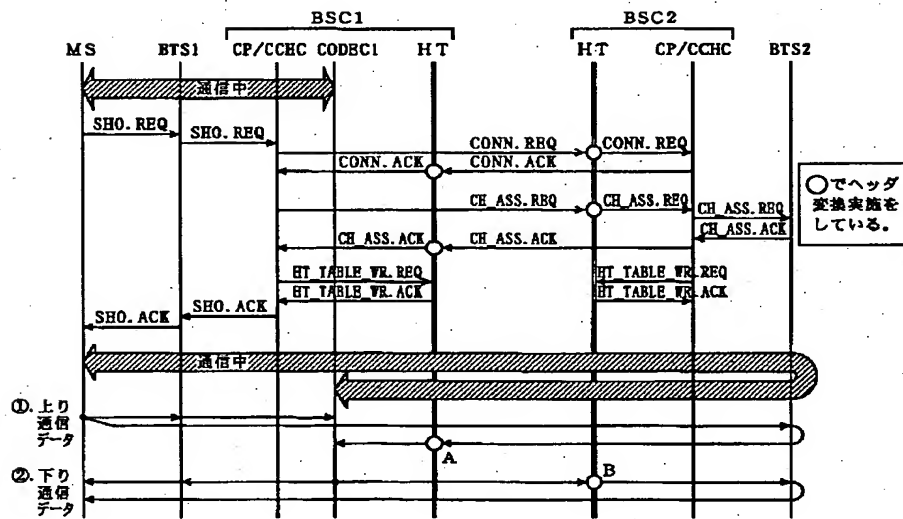 BSC1 BSC2
MS BTS1 CP/CCHC CODEC1 HT HT CP/CCHC BTS2
通信中
SHO.REQ SHO.REQ
CONN.REQ CONN.REQ
CONN.ACK CONN.ACK
○でヘッダ
変換実施を
している。
CH_ASS.REQ CH_ASS.REQ CH_ASS.REQ
CH_ASS.ACK
CH_ASS.ACK CH_ASS.ACK
HT_TABLE_WR.REQ HT_TABLE_WR.REQ
HT_TABLE_WR.ACK HT_TABLE_WR.ACK
SHO.ACK SHO.ACK
通信中
①.上り
通信
データ
A
②.下り
通信
データ
B